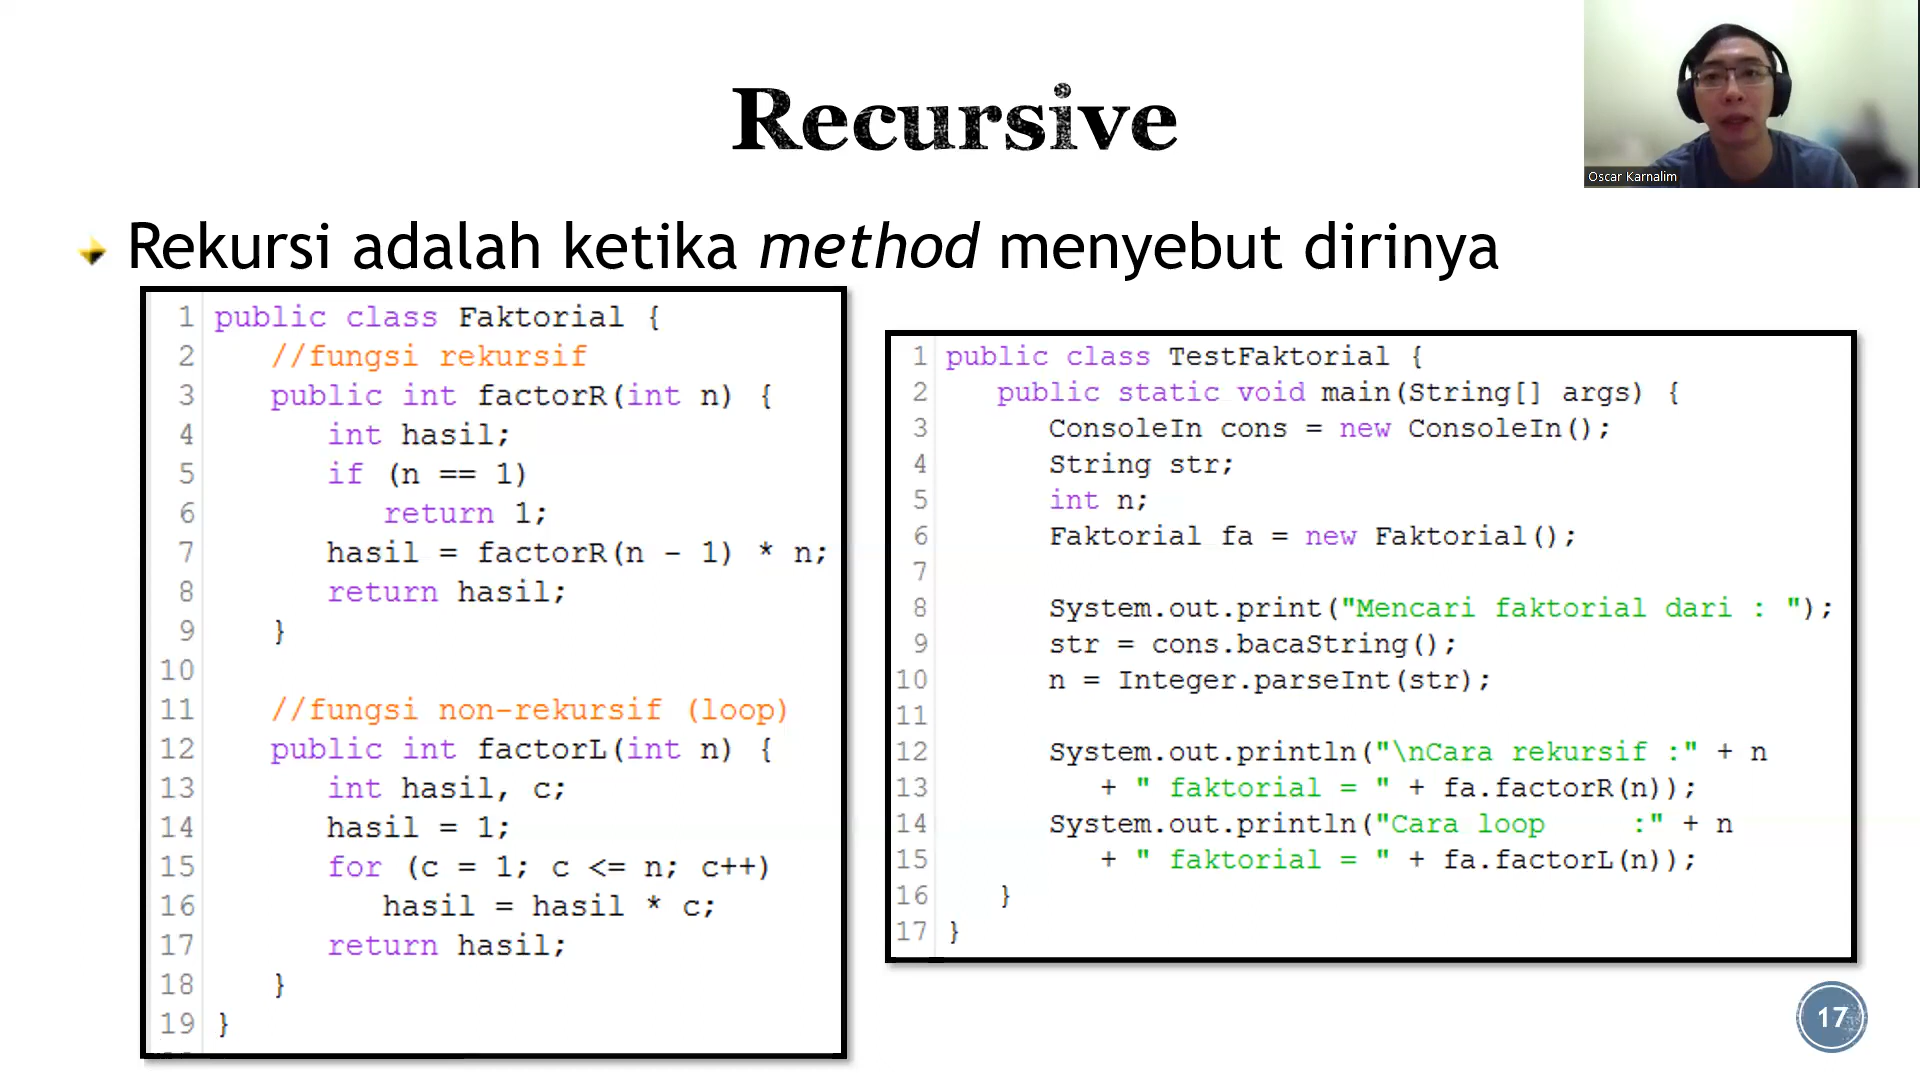 Recursive
Oscar Karnalim
Rekursi adalah ketika method menyebut dirinya
1 public class Faktorial {
2    //fungsi rekursif
3    public int factorR(int n) {
4       int hasil;
5       if (n == 1)
6          return 1;
7       hasil = factorR(n - 1) * n;
8       return hasil;
9    }
10
11    //fungsi non-rekursif (loop)
12    public int factorL(int n) {
13       int hasil, c;
14       hasil = 1;
15       for (c = 1; c <= n; c++)
16          hasil = hasil * c;
17       return hasil;
18    }
19 }
1 public class TestFaktorial {
2    public static void main(String[] args) {
3       ConsoleIn cons = new ConsoleIn();
4       String str;
5       int n;
6       Faktorial fa = new Faktorial();
7
8       System.out.print("Mencari faktorial dari : ");
9       str = cons.bacaString();
10       n = Integer.parseInt(str);
11
12       System.out.println("\nCara rekursif :" + n
13          + " faktorial = " + fa.factorR(n));
14       System.out.println("Cara loop     :" + n
15          + " faktorial = " + fa.factorL(n));
16    }
17 }
17